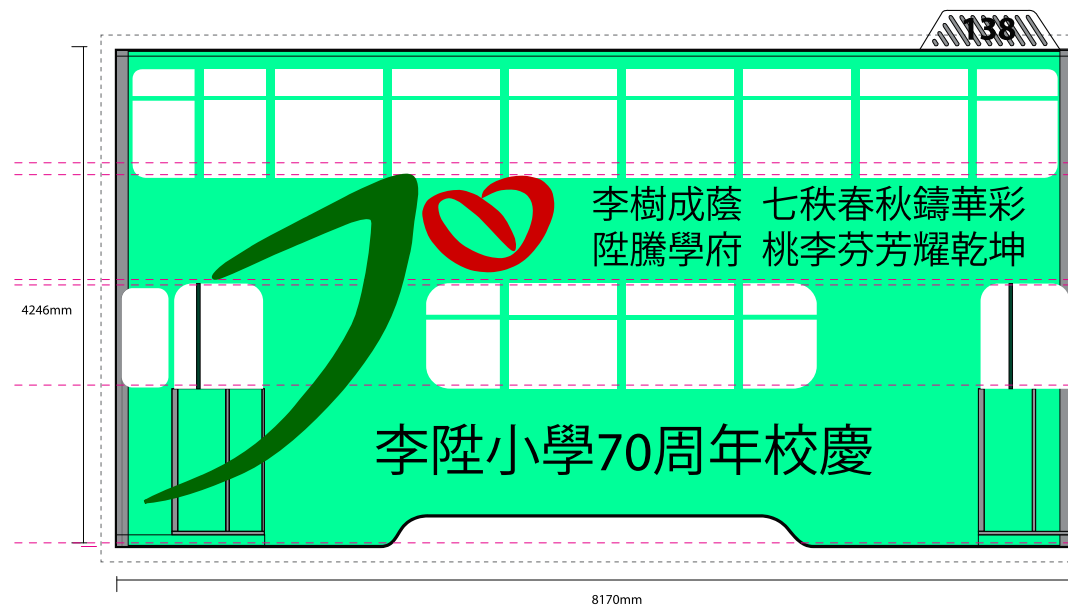 138
李樹成蔭 七秩春秋鑄華彩
陞騰學府 桃李芬芳耀乾坤
4246mm
李陞小學70周年校慶
8170mm